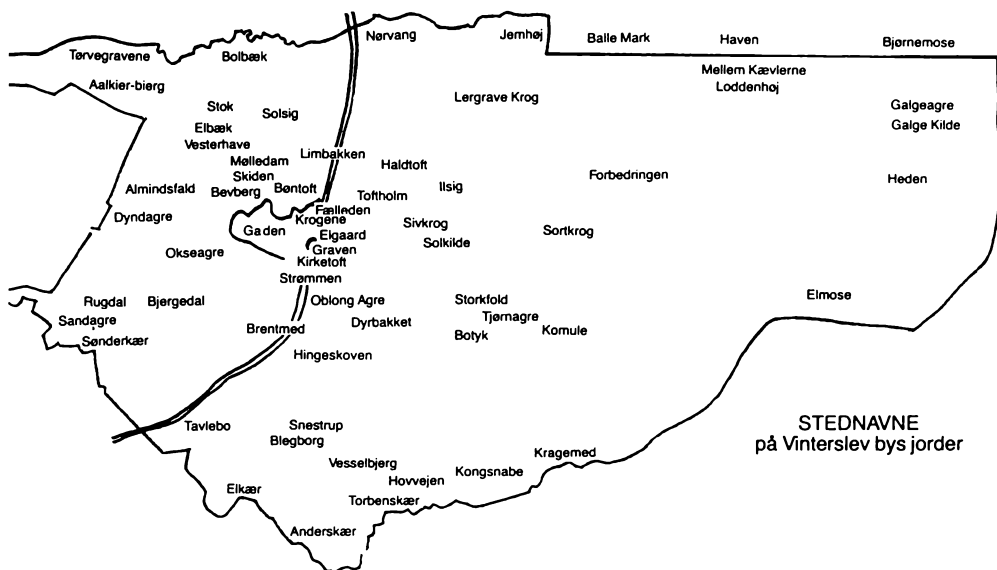 Nørvang
Jernhøj
Balle Mark
Haven
Bjørnemose
Tørvegravene
Bolbæk
Mellem Kævlerne
Loddenhøj
Aalkier-bierg
Lergrave Krog
Galgeagre
Galge Kilde
Stok
Solsig
Elbæk
Vesterhave
Limbakken
Mølledam
Haldtoft
Skiden
Forbedringen
Heden
Almindsfald
Bevberg
Bøntoft
Toftholm
Ilsig
Dyndagre
Fælleden
Krogene
Sivkrog
Gaden
Elgaard
Solkilde
Sortkrog
Okseagre
Graven
Kirketoft
Strømmen
Elmose
Rugdal
Bjergedal
Oblong Agre
Storkfold
Sandagre
Tjørnagre
Sønderkær
Brentmed
Dyrbakket
Botyk
Komule
Hingeskoven
Tavlebo
Snestrup
Blegborg
STEDNAVNE
på Vinterslev bys jorder
Vesselbjerg
Kragemed
Hovvejen
Kongsnabe
Elkær
Torbenskær
Anderskær